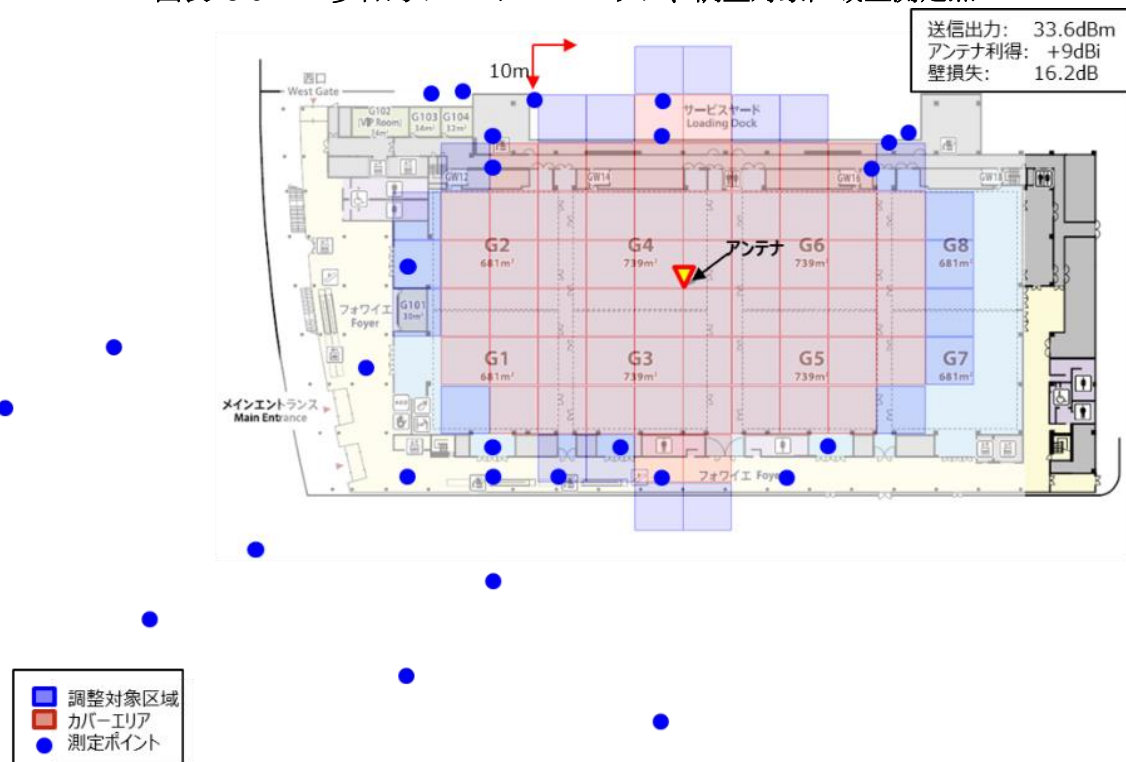 送信出力: 33.6dBm
アンテナ利得: +9dBi
壁損失: 16.2dB
10m
西口
West Gate
G102
(VIP Room)
G103
G104
サービスヤード
Loading Dock
GW12
GW14
GW16
GW18
G2
681m²
G4
739m²
アンテナ
G6
739m²
G8
681m²
フォワイエ
Foyer
G101
30m²
G1
681m²
G3
739m²
G5
739m²
G7
681m²
メインエントランス
Main Entrance
フォワイエ Foyer
調整対象区域
カバーエリア
測定ポイント